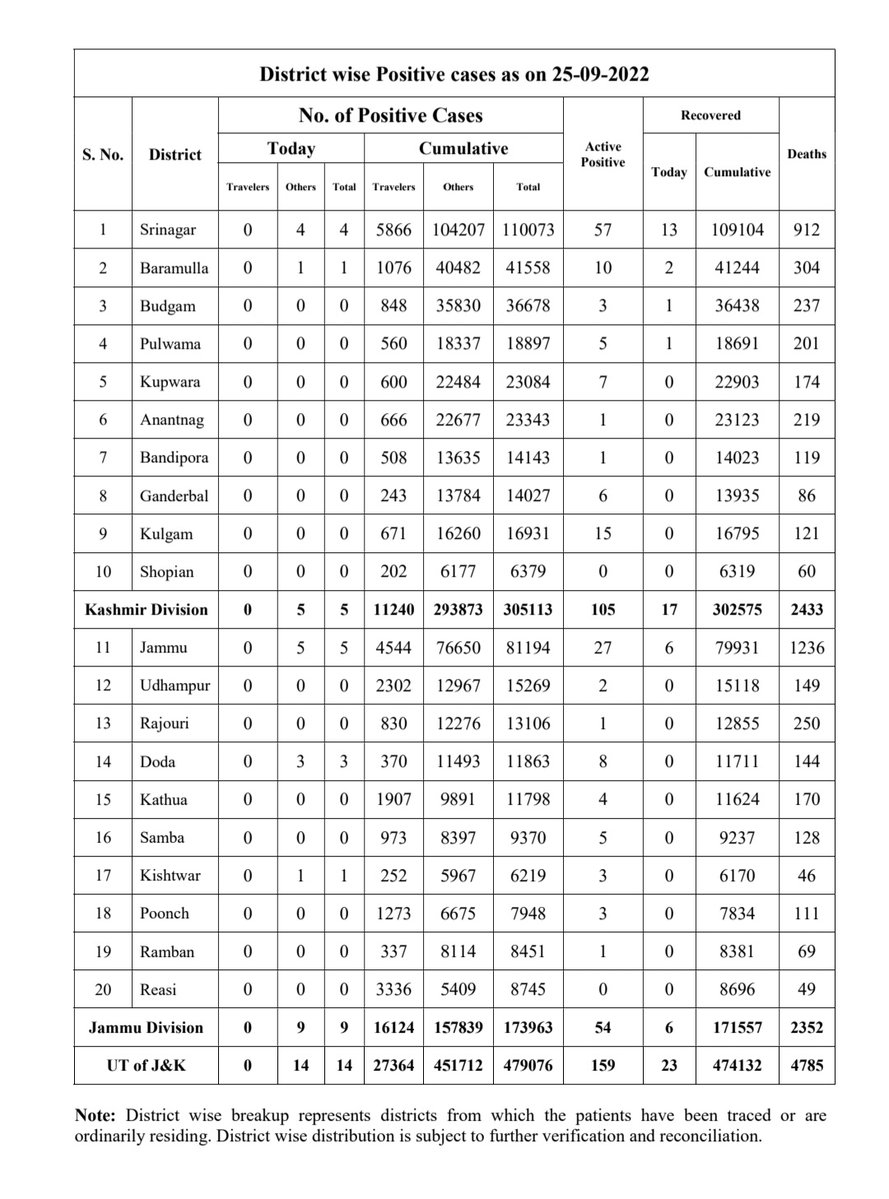 District wise Positive cases as on 25-09-2022
S. No. District No. of Positive Cases Active Positive Recovered Deaths
Today Cumulative Today Cumulative
Travelers Others Total Travelers Others Total
1 Srinagar 0 4 4 5866 104207 110073 57 13 109104 912
2 Baramulla 0 1 1 1076 40482 41558 10 2 41244 304
3 Budgam 0 0 0 848 35830 36678 3 1 36438 237
4 Pulwama 0 0 0 560 18337 18897 5 1 18691 201
5 Kupwara 0 0 0 600 22484 23084 7 0 22903 174
6 Anantnag 0 0 0 666 22677 23343 1 0 23123 219
7 Bandipora 0 0 0 508 13635 14143 1 0 14023 119
8 Ganderbal 0 0 0 243 13784 14027 6 0 13935 86
9 Kulgam 0 0 0 671 16260 16931 15 0 16795 121
10 Shopian 0 0 0 202 6177 6379 0 0 6319 60
Kashmir Division 0 5 5 11240 293873 305113 105 17 302575 2433
11 Jammu 0 5 5 4544 76650 81194 27 6 79931 1236
12 Udhampur 0 0 0 2302 12967 15269 2 0 15118 149
13 Rajouri 0 0 0 830 12276 13106 1 0 12855 250
14 Doda 0 3 3 370 11493 11863 8 0 11711 144
15 Kathua 0 0 0 1907 9891 11798 4 0 11624 170
16 Samba 0 0 0 973 8397 9370 5 0 9237 128
17 Kishtwar 0 1 1 252 5967 6219 3 0 6170 46
18 Poonch 0 0 0 1273 6675 7948 3 0 7834 111
19 Ramban 0 0 0 337 8114 8451 1 0 8381 69
20 Reasi 0 0 0 3336 5409 8745 0 0 8696 49
Jammu Division 0 9 9 16124 157839 173963 54 6 171557 2352
UT of J&K 0 14 14 27364 451712 479076 159 23 474132 4785
Note: District wise breakup represents districts from which the patients have been traced or are
ordinarily residing. District wise distribution is subject to further verification and reconciliation.